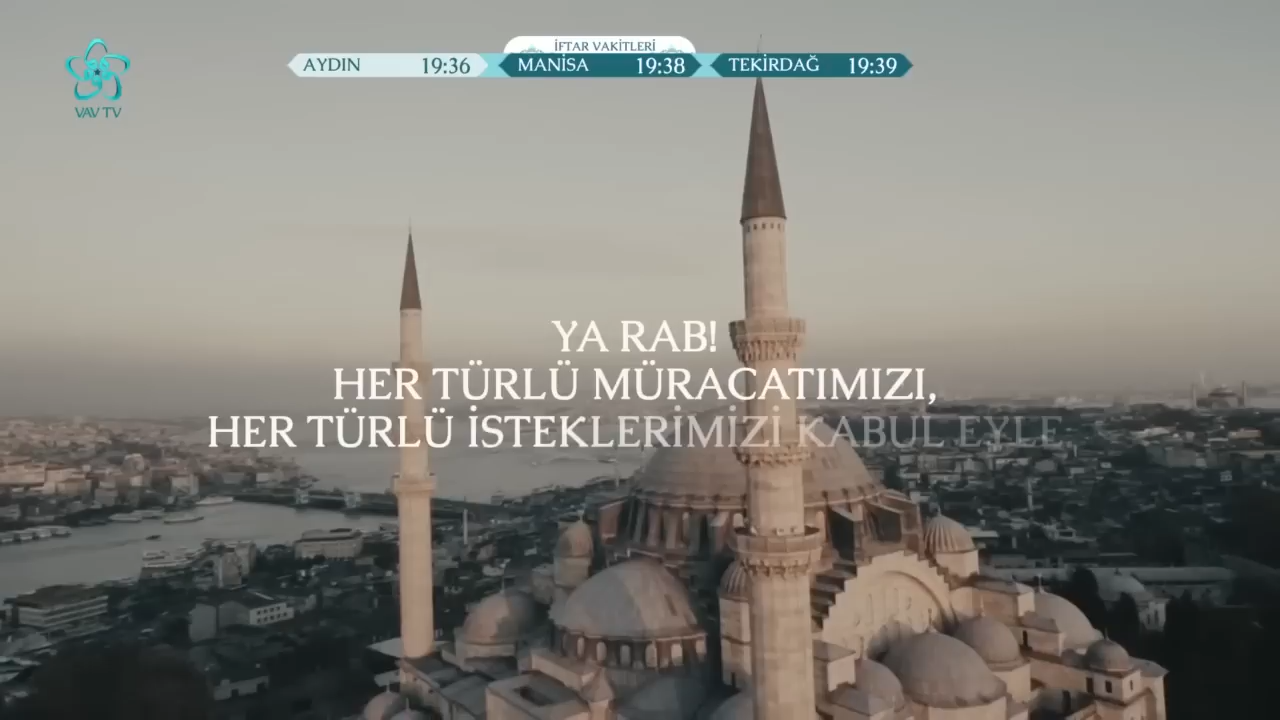 İFTAR VAKİTLERİ
AYDIN 19:36 MANİSA 19:38 TEKİRDAĞ 19:39
VAV TV
YA RAB!
HER TÜRLÜ MÜRACATIMIZI,
HER TÜRLÜ İSTEKLERİMİZİ KABUL EYLE